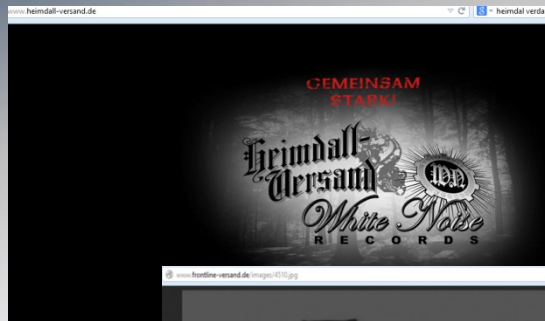 www.heimdall-versand.de
heimdal verda
GEMEINSAM
STARK!
Heimdall-
Versand
WN
White Noise
RECORDS
www.frontline-versand.de/images/4510.jpg